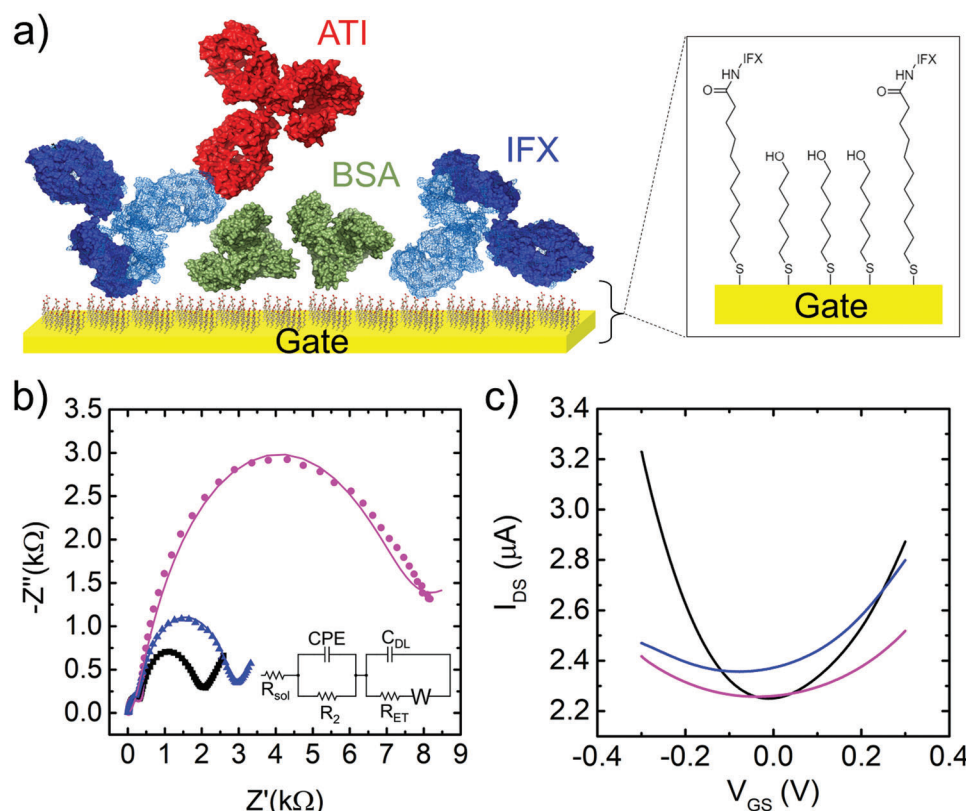 a)
ATI
BSA
IFX
Gate
IFX
HN
O
IFX
HN
O
HO
HO
HO
S
S
S
S
S
Gate
b)
3.5
3.0
2.5
2.0
1.5
1.0
0.5
0.0
-Z''(kΩ)
CPE
C_DL
R_sol
R_2
R_ET
W
0 1 2 3 4 5 6 7 8 9
Z'(kΩ)
c)
3.4
3.2
3.0
2.8
2.6
2.4
2.2
I_DS (μA)
-0.4 -0.2 0.0 0.2 0.4
V_GS (V)